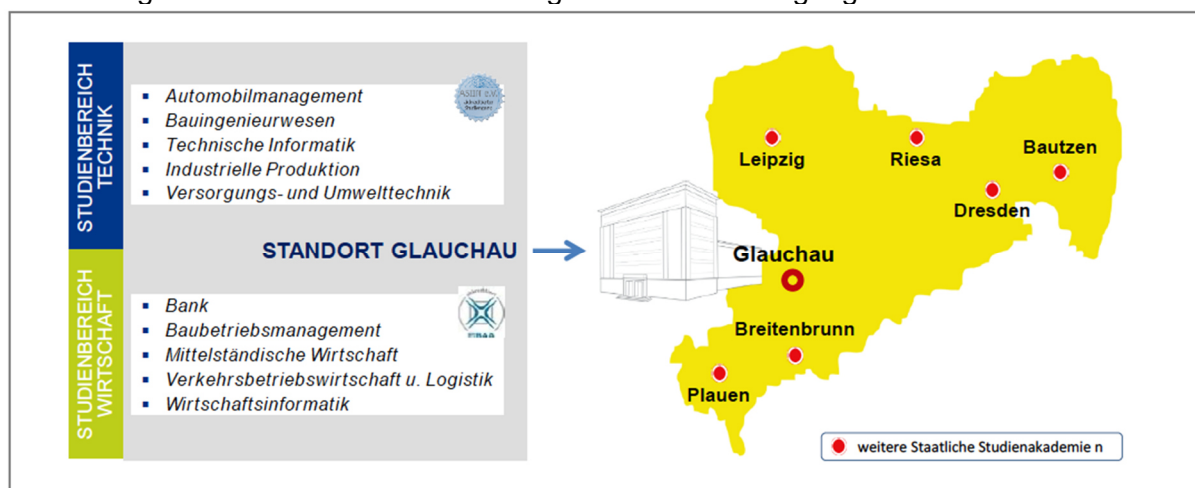 STUDIENBEREICH
TECHNIK
Automobilmanagement
Bauingenieurwesen
Technische Informatik
Industrielle Produktion
Versorgungs- und Umwelttechnik
STANDORT GLAUCHAU
STUDIENBEREICH
WIRTSCHAFT
Bank
Baubetriebsmanagement
Mittelständische Wirtschaft
Verkehrsbetriebswirtschaft u. Logistik
Wirtschaftsinformatik
Leipzig
Riesa
Bautzen
Dresden
Glauchau
Breitenbrunn
Plauen
weitere Staatliche Studienakademie n